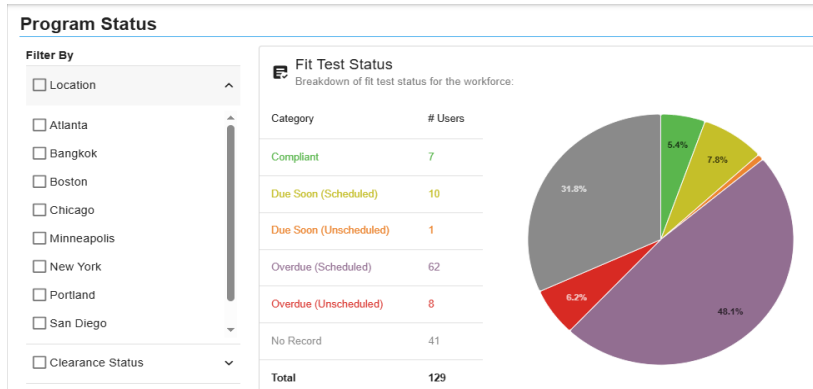 Program Status
Filter By
Location
Atlanta
Bangkok
Boston
Chicago
Minneapolis
New York
Portland
San Diego
Clearance Status
Fit Test Status
Breakdown of fit test status for the workforce:
Category # Users
Compliant 7
Due Soon (Scheduled) 10
Due Soon (Unscheduled) 1
Overdue (Scheduled) 62
Overdue (Unscheduled) 8
No Record 41
Total 129
5.4%
7.8%
31.8%
6.2%
48.1%